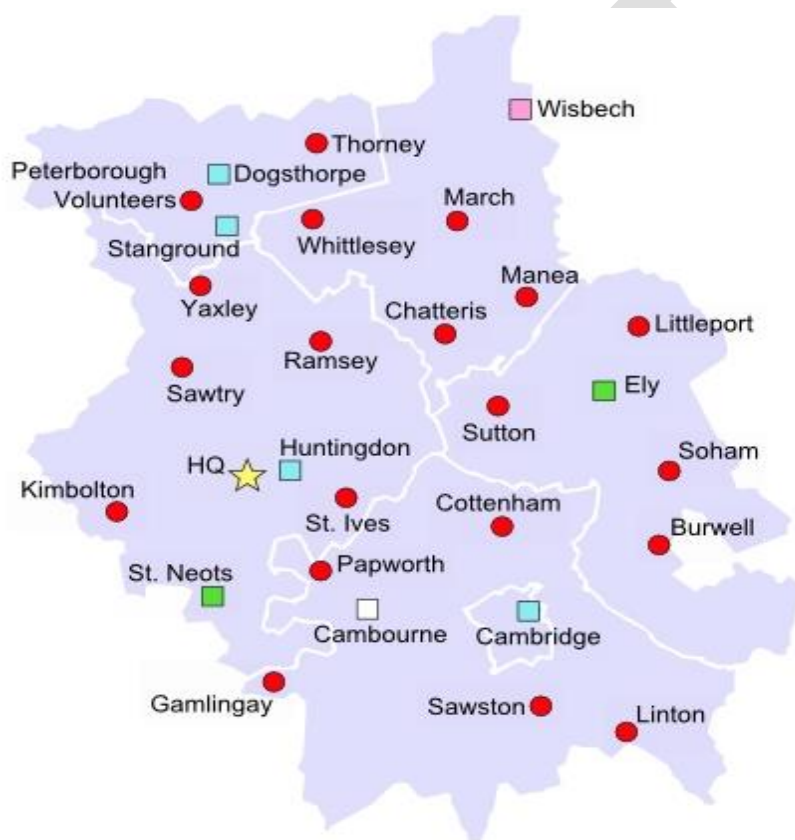 Wisbech
Thorney
Peterborough
Volunteers
Dogsthorpe
March
Stanground
Whittlesey
Manea
Yaxley
Chatteris
Littleport
Ramsey
Sawtry
Ely
Sutton
Huntingdon
HQ
Soham
Kimbolton
St. Ives
Cottenham
Burwell
St. Neots
Papworth
Cambourne
Cambridge
Gamlingay
Sawston
Linton